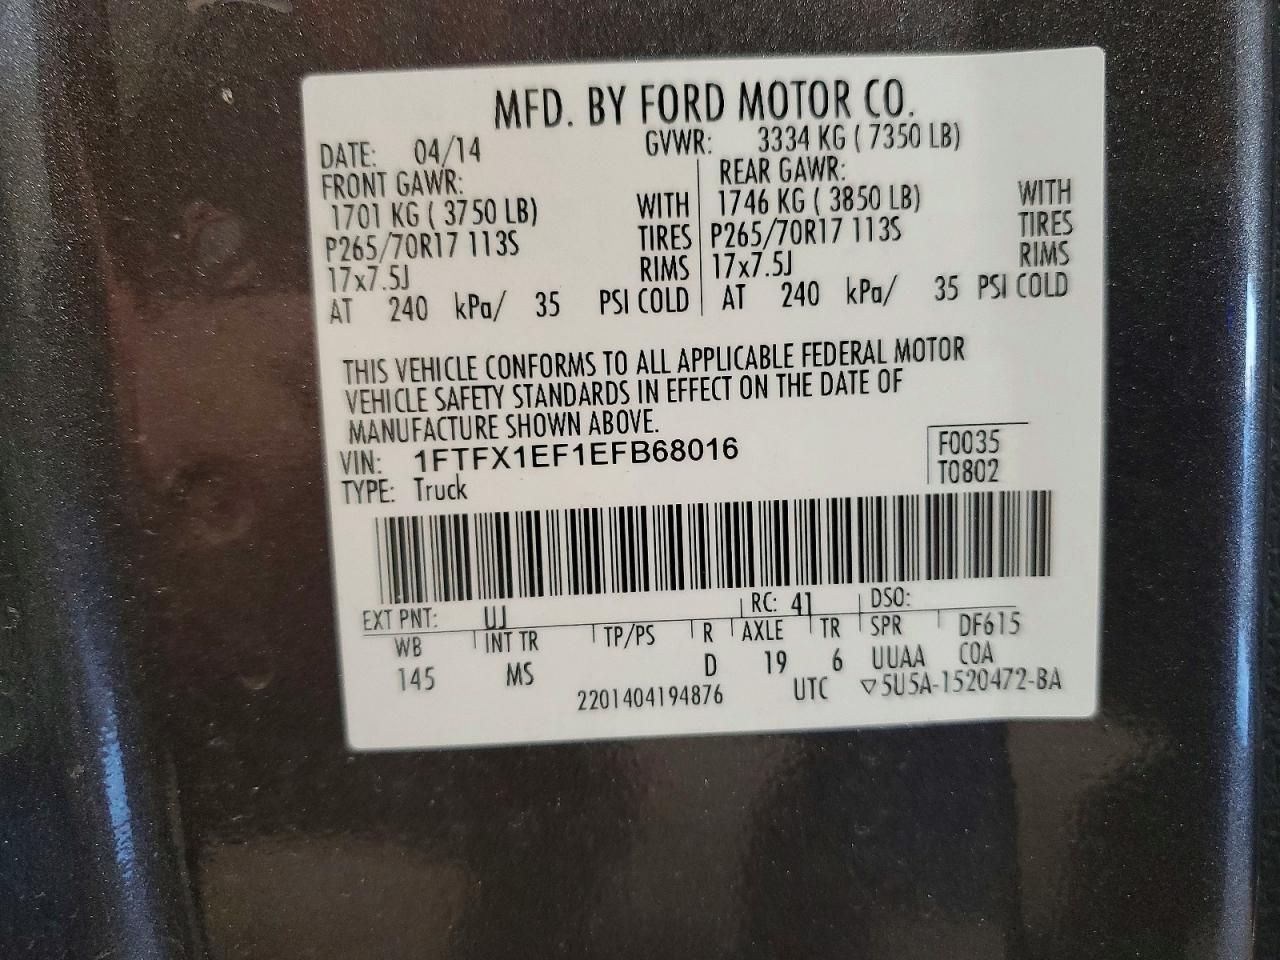 MFD. BY FORD MOTOR CO.
DATE: 04/14 GVWR: 3334 KG ( 7350 LB)
FRONT GAWR: REAR GAWR:
1701 KG ( 3750 LB) WITH 1746 KG ( 3850 LB) WITH
P265/70R17 113S TIRES P265/70R17 113S TIRES
17x7.5J RIMS 17x7.5J RIMS
AT 240 kPa/ 35 PSI COLD AT 240 kPa/ 35 PSI COLD
THIS VEHICLE CONFORMS TO ALL APPLICABLE FEDERAL MOTOR
VEHICLE SAFETY STANDARDS IN EFFECT ON THE DATE OF
MANUFACTURE SHOWN ABOVE.
VIN: 1FTFX1EF1EFB68016 F0035
TYPE: Truck T0802
EXT PNT: UJ RC: 41 DSO:
WB INT TR TP/PS R AXLE TR SPR DF615
145 MS D 19 6 UUAA COA
2201404194876 UTC ▽5U5A-1520472-BA